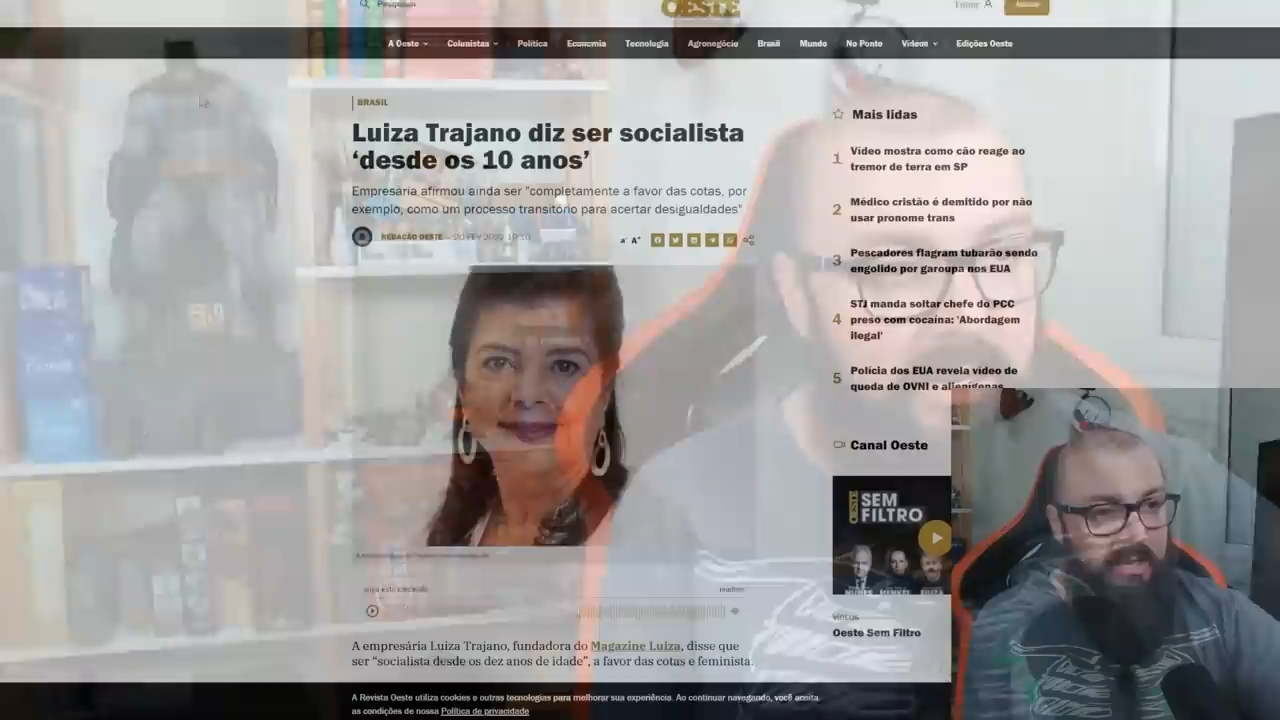 Pesquisar
OESTE
Entrar
A Oeste Colunistas Política Economia Tecnologia Agronegócio Brasil Mundo No Ponto Vídeos Edições Oeste
BRASIL
Luiza Trajano diz ser socialista
‘desde os 10 anos’
Empresária afirmou ainda ser "completamente a favor das cotas, por
exemplo, como um processo transitório para acertar desigualdades"
REDAÇÃO OESTE
A⁻ A⁺
A empresária Luiza Trajano, fundadora do Magazine Luiza, disse que
ser “socialista desde os dez anos de idade”, a favor das cotas e feminista.
Mais lidas
1 Vídeo mostra como cão reage ao
tremor de terra em SP
2 Médico cristão é demitido por não
usar pronome trans
3 Pescadores flagram tubarão sendo
engolido por garoupa nos EUA
4 STJ manda soltar chefe do PCC
preso com cocaína: 'Abordagem
ilegal'
5 Polícia dos EUA revela vídeo de
queda de OVNI e alienígenas
Canal Oeste
OESTE
SEM
FILTRO
VÍDEOS
Oeste Sem Filtro
A Revista Oeste utiliza cookies e outras tecnologias para melhorar sua experiência. Ao continuar navegando, você aceita
as condições de nossa Política de privacidade